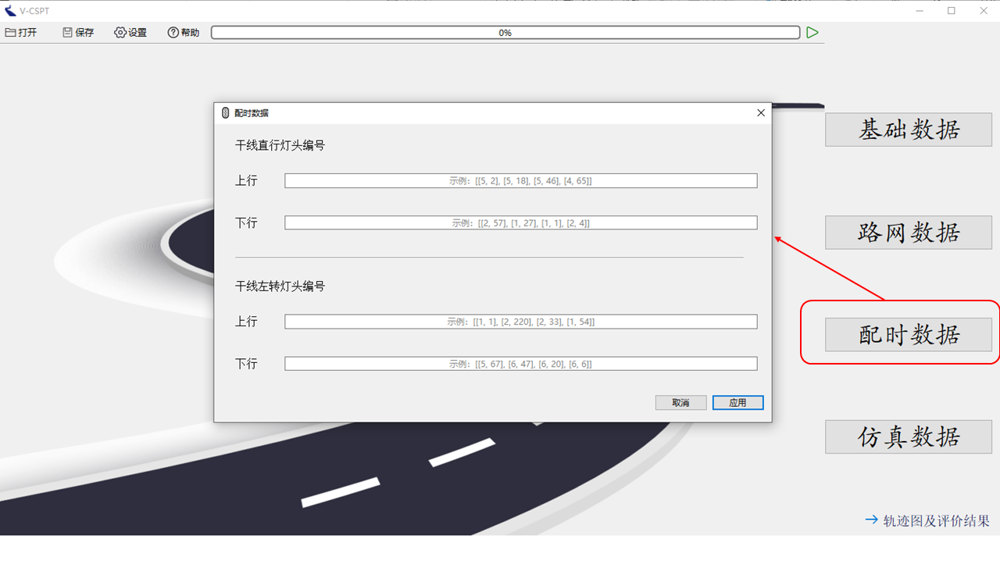 V-CSPT
打开 保存 设置 帮助 0%
配时数据
干线直行灯头编号
上行 示例：[[5, 2], [5, 18], [5, 46], [4, 65]]
下行 示例：[[2, 57], [1, 27], [1, 1], [2, 4]]
干线左转灯头编号
上行 示例：[[1, 1], [2, 220], [2, 33], [1, 54]]
下行 示例：[[5, 67], [6, 47], [6, 20], [6, 6]]
取消 应用
基础数据
路网数据
配时数据
仿真数据
轨迹图及评价结果